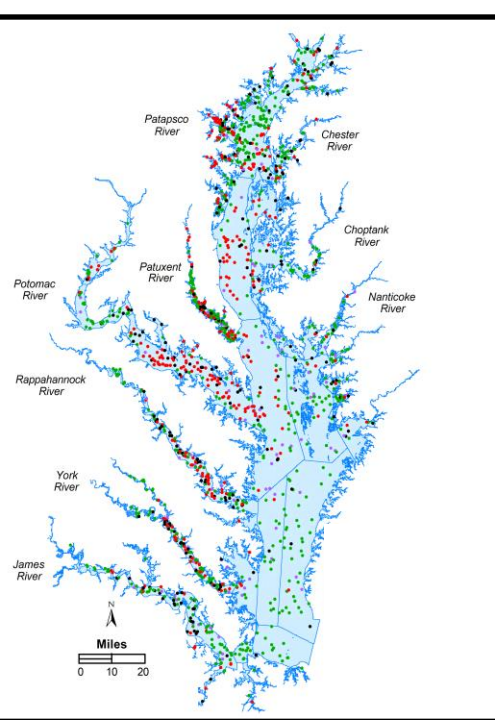 Patapsco
River
Chester
River
Choptank
River
Patuxent
River
Potomac
River
Nanticoke
River
Rappahannock
River
York
River
James
River
N
Miles
0 10 20